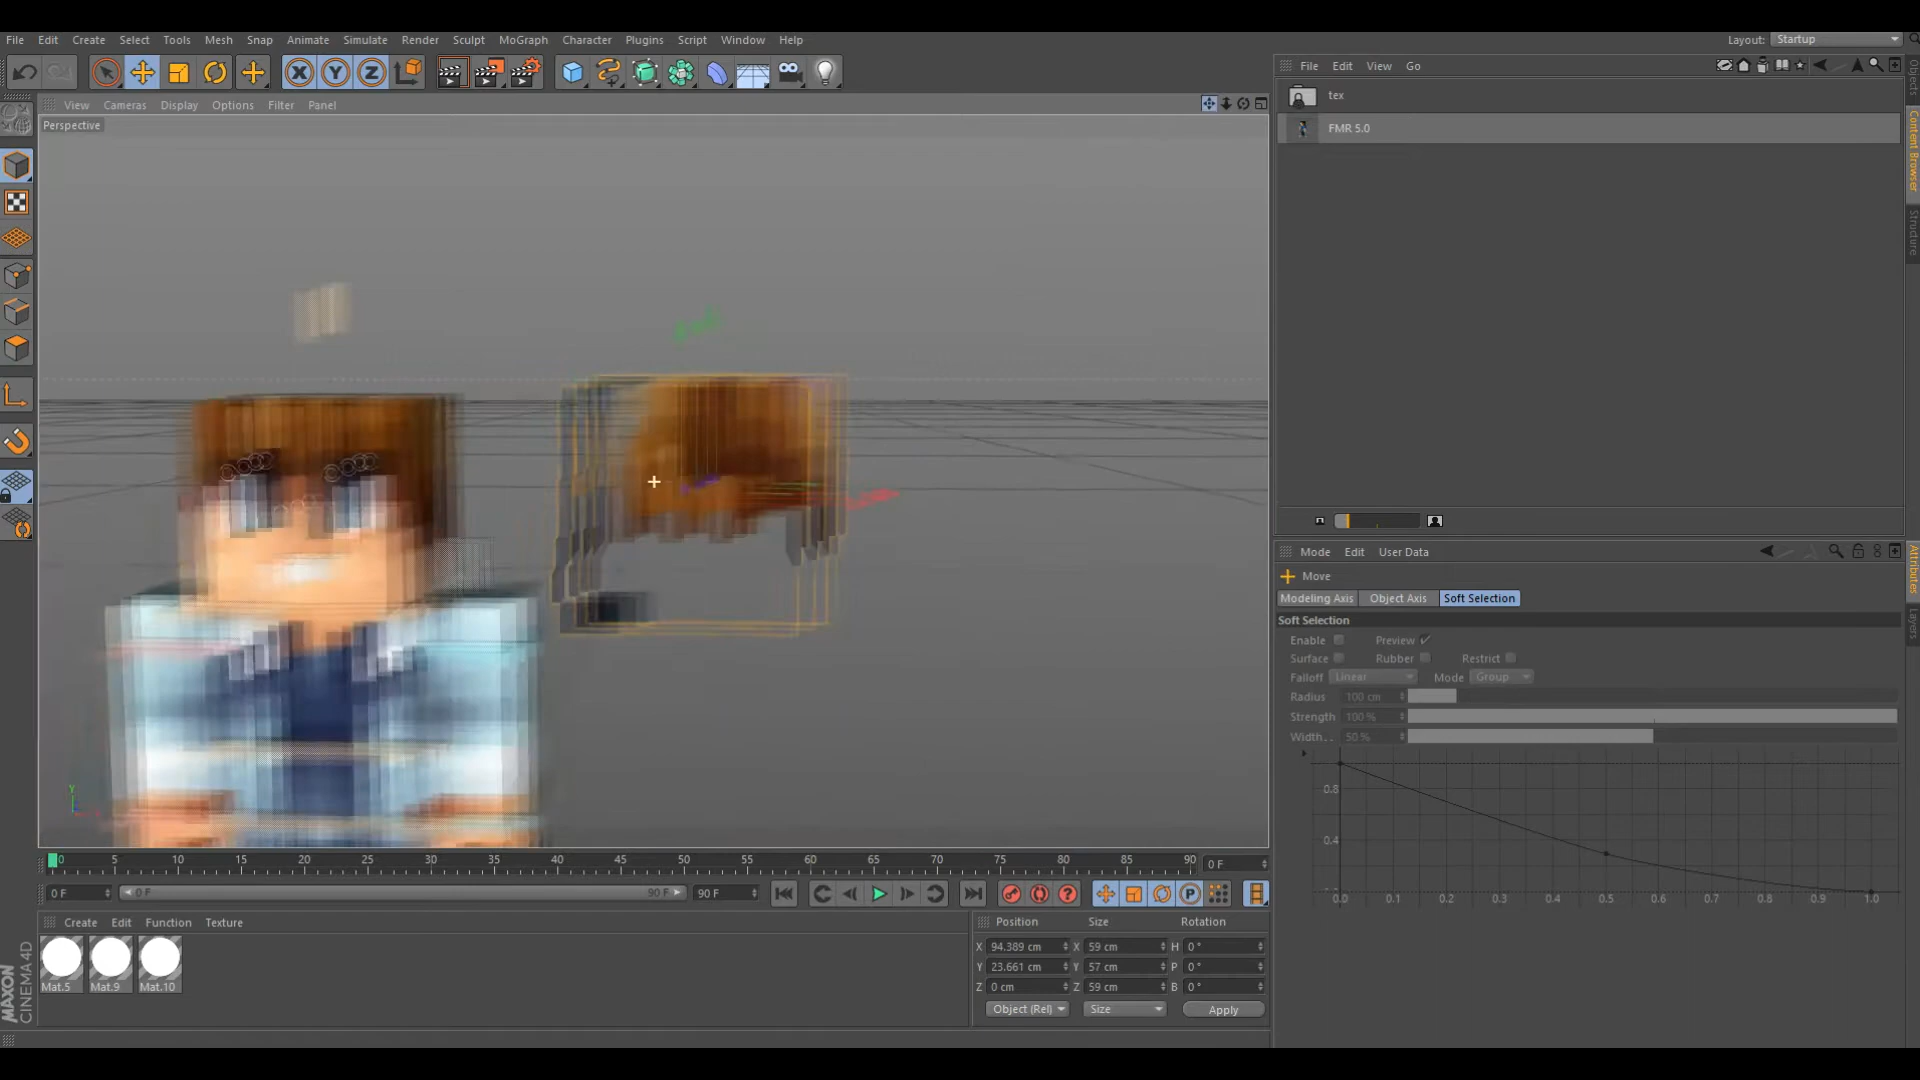 File Edit Create Select Tools Mesh Snap Animate Simulate Render Sculpt MoGraph Character Plugins Script Window Help
Layout: Startup
X Y Z
View Cameras Display Options Filter Panel
Perspective
File Edit View Go
tex
FMR 5.0
Objects
Content Browser
Structure
Mode Edit User Data
Move
Modeling Axis Object Axis Soft Selection
Soft Selection
Enable Preview
Surface Rubber Restrict
Falloff Linear Mode Group
Radius 100 cm
Strength 100 %
Width . . 50 %
0.8
0.4
0.0 0.1 0.2 0.3 0.4 0.5 0.6 0.7 0.8 0.9 1.0
Attributes
Layers
Y
0 5 10 15 20 25 30 35 40 45 50 55 60 65 70 75 80 85 90
0 F
0 F 0 F 90 F 90 F
P
Create Edit Function Texture
Mat.5 Mat.9 Mat.10
Position Size Rotation
X 94.389 cm X 59 cm H 0 °
Y 23.661 cm Y 57 cm P 0 °
Z 0 cm Z 59 cm B 0 °
Object (Rel) Size Apply
MAXON
CINEMA 4D